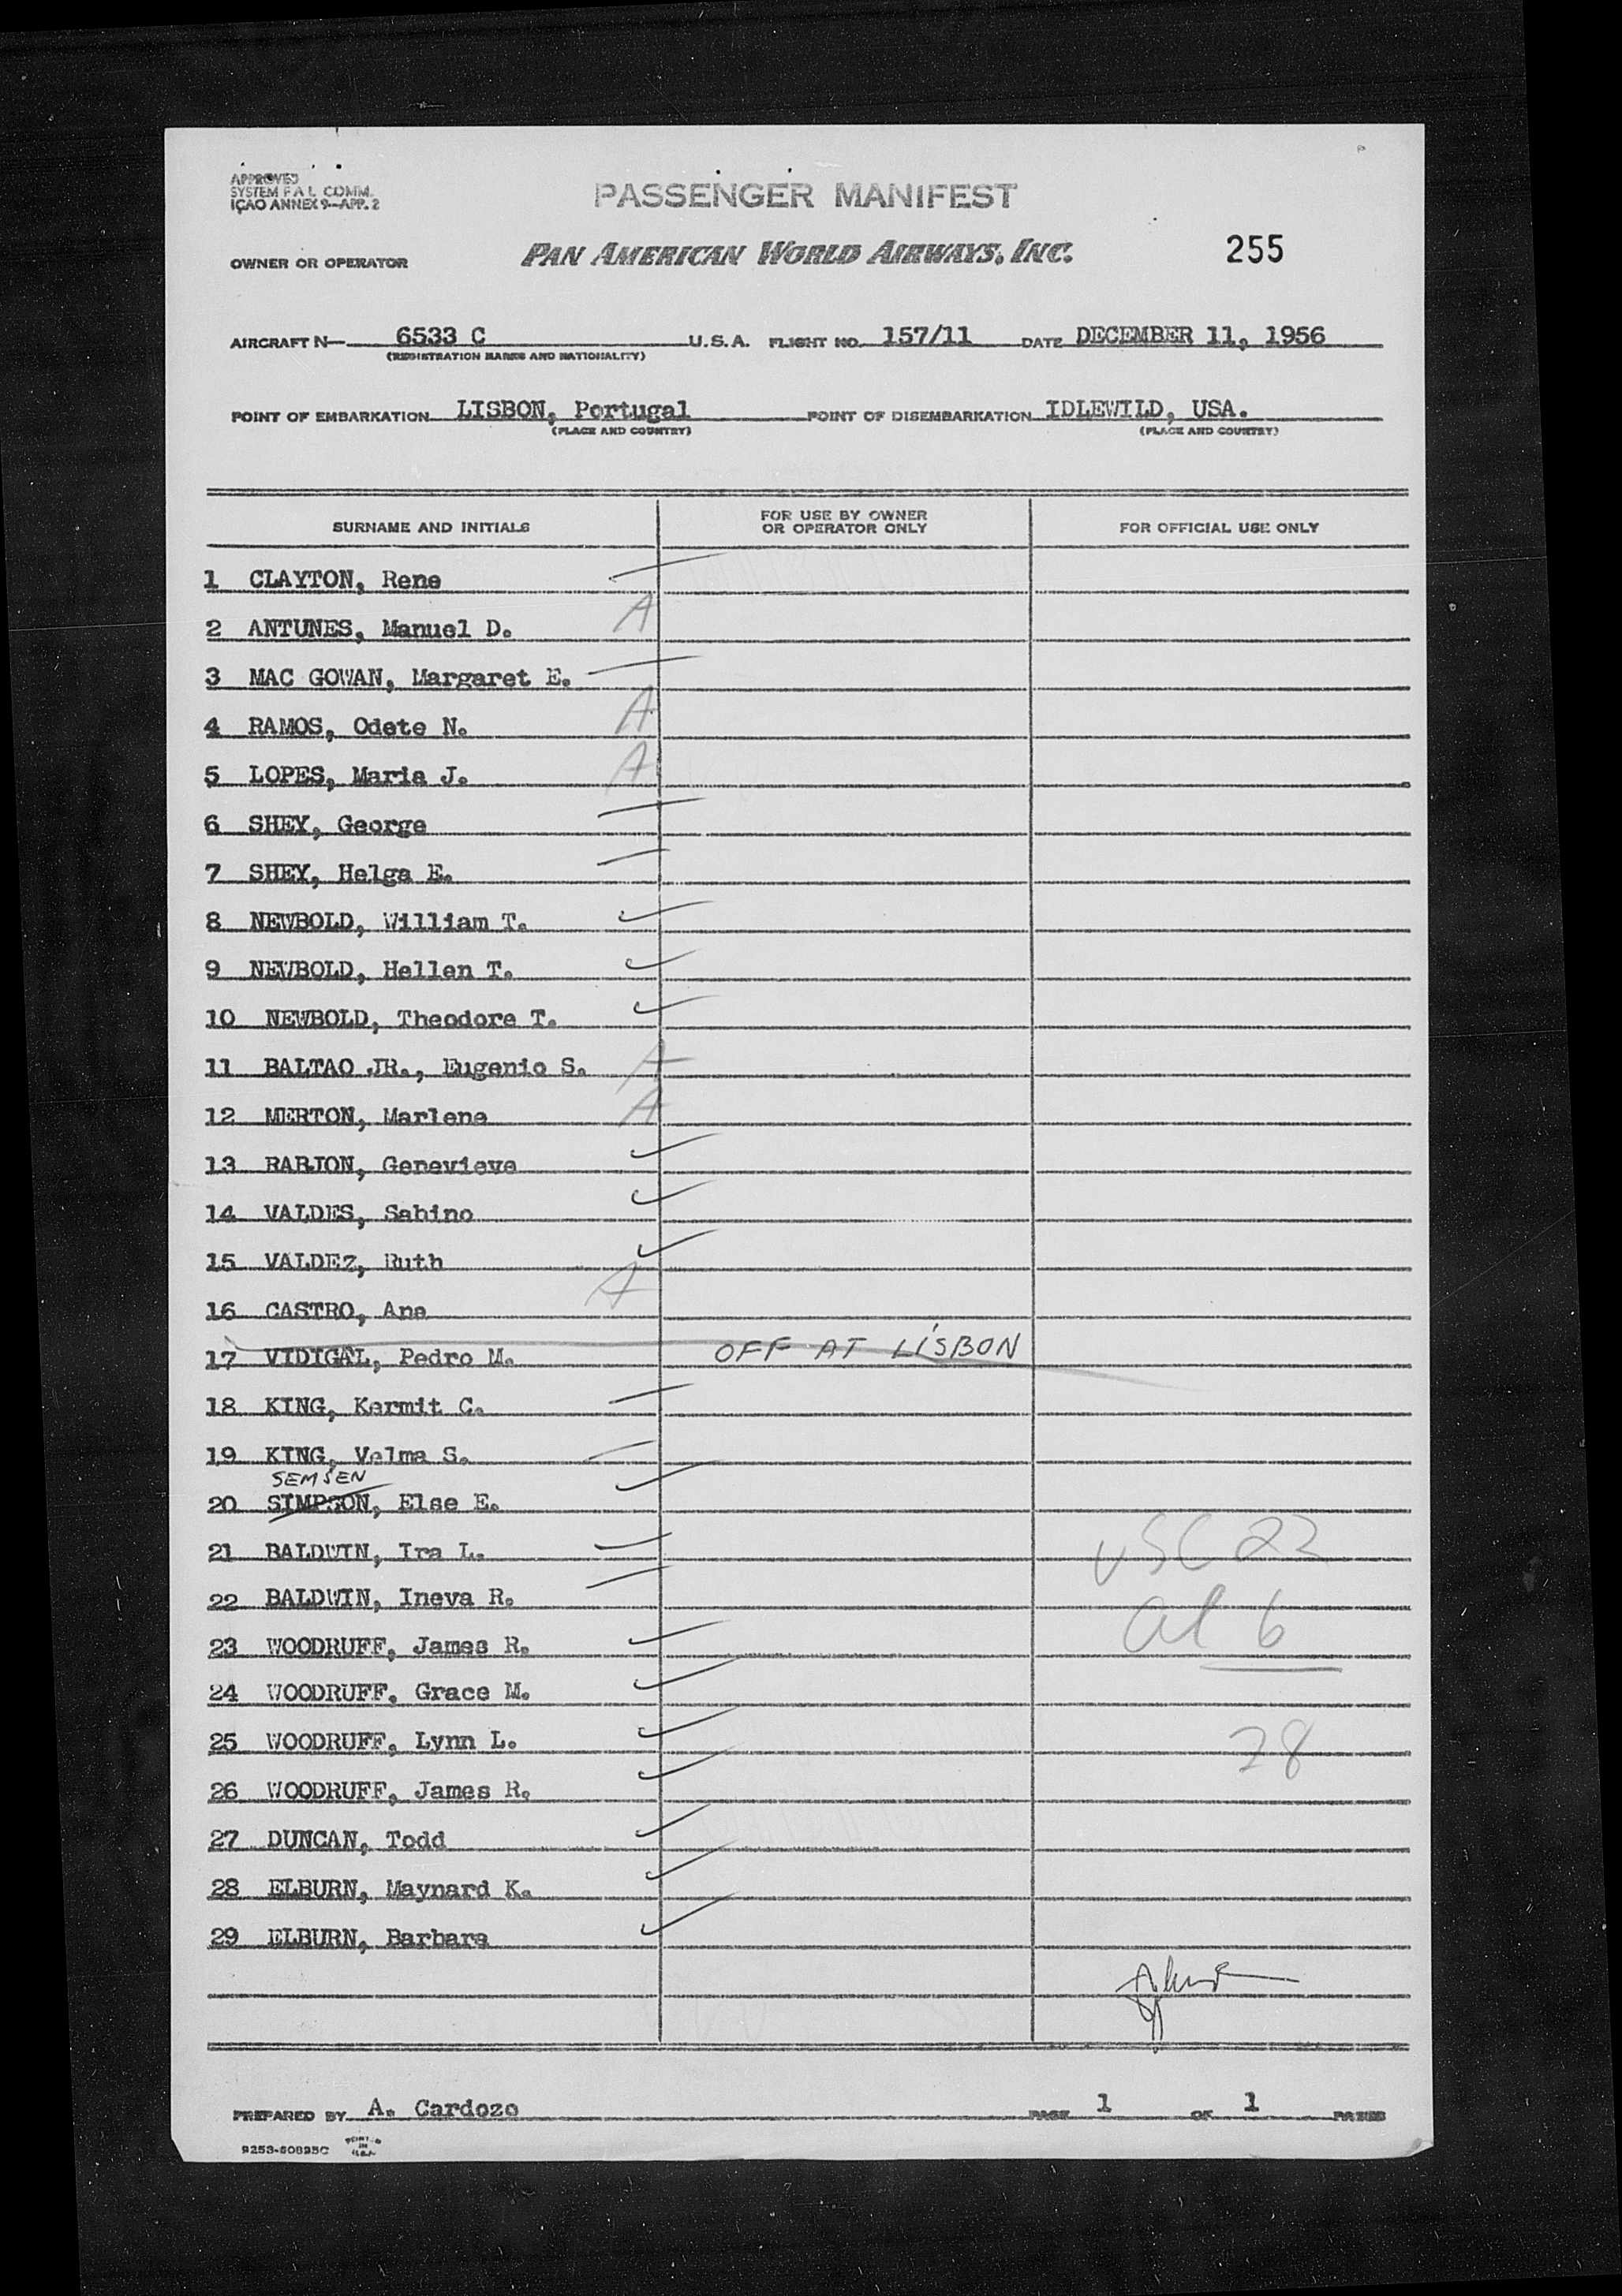 APPROVED
SYSTEM F A L COMM.
ICAO ANNEX 9-APP. 2
PASSENGER MANIFEST
OWNER OR OPERATOR PAN AMERICAN WORLD AIRWAYS, INC. 255
AIRCRAFT N— 6533 C U.S.A. FLIGHT NO. 157/11 DATE DECEMBER 11, 1956
(REGISTRATION MARKS AND NATIONALITY)
POINT OF EMBARKATION LISBON, Portugal POINT OF DISEMBARKATION IDLEWILD, USA.
(PLACE AND COUNTRY) (PLACE AND COUNTRY)
SURNAME AND INITIALS FOR USE BY OWNER OR OPERATOR ONLY FOR OFFICIAL USE ONLY
1 CLAYTON, Rene
2 ANTUNES, Manuel D. A
3 MAC GOWAN, Margaret E.
4 RAMOS, Odete N. A
5 LOPES, Maria J. A
6 SHEY, George
7 SHEY, Helga E.
8 NEWBOLD, William T.
9 NEWBOLD, Hellen T.
10 NEWBOLD, Theodore T.
11 BALTAO JR., Eugenio S. A
12 MERTON, Marlene A
13 RABJON, Genevieve
14 VALDES, Sabino
15 VALDEZ, Ruth
16 CASTRO, Ana A
17 VIDIGAL, Pedro M. OFF AT LISBON
18 KING, Kermit C.
19 KING, Velma S.
SEMSEN
20 SIMPSON, Else E.
21 BALDWIN, Ira L. USC 22
22 BALDWIN, Ineva R. al 6
23 WOODRUFF, James R.
24 WOODRUFF, Grace M.
25 WOODRUFF, Lynn L. 28
26 WOODRUFF, James R.
27 DUNCAN, Todd
28 ELBURN, Maynard K.
29 ELBURN, Barbara
PREPARED BY A. Cardozo PAGE 1 OF 1 PAGES
9253-60895C PRINTED IN U.S.A.